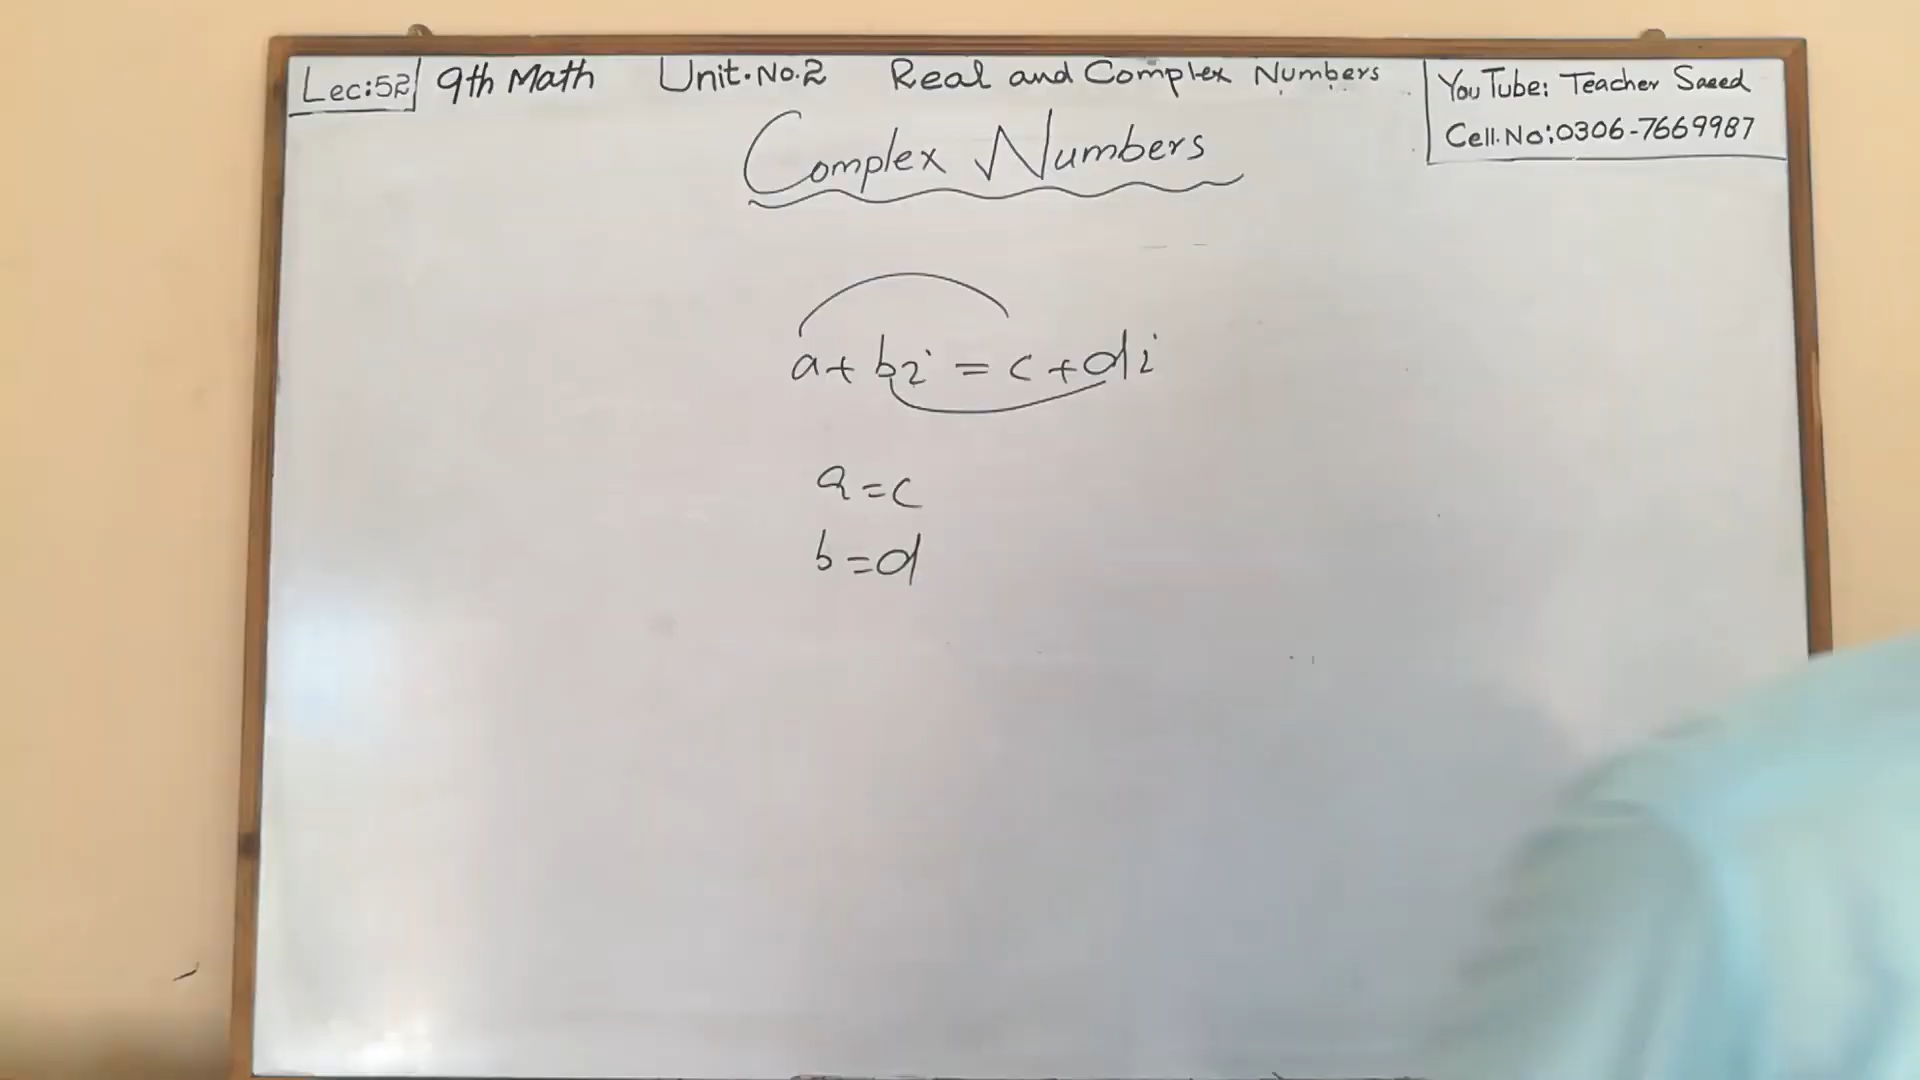 Lec:52 9th Math Unit.No.2 Real and Complex Numbers
YouTube: Teacher Saeed
Cell.No:0306-7669987
Complex Numbers
a+bi = c+di
a=c
b=d